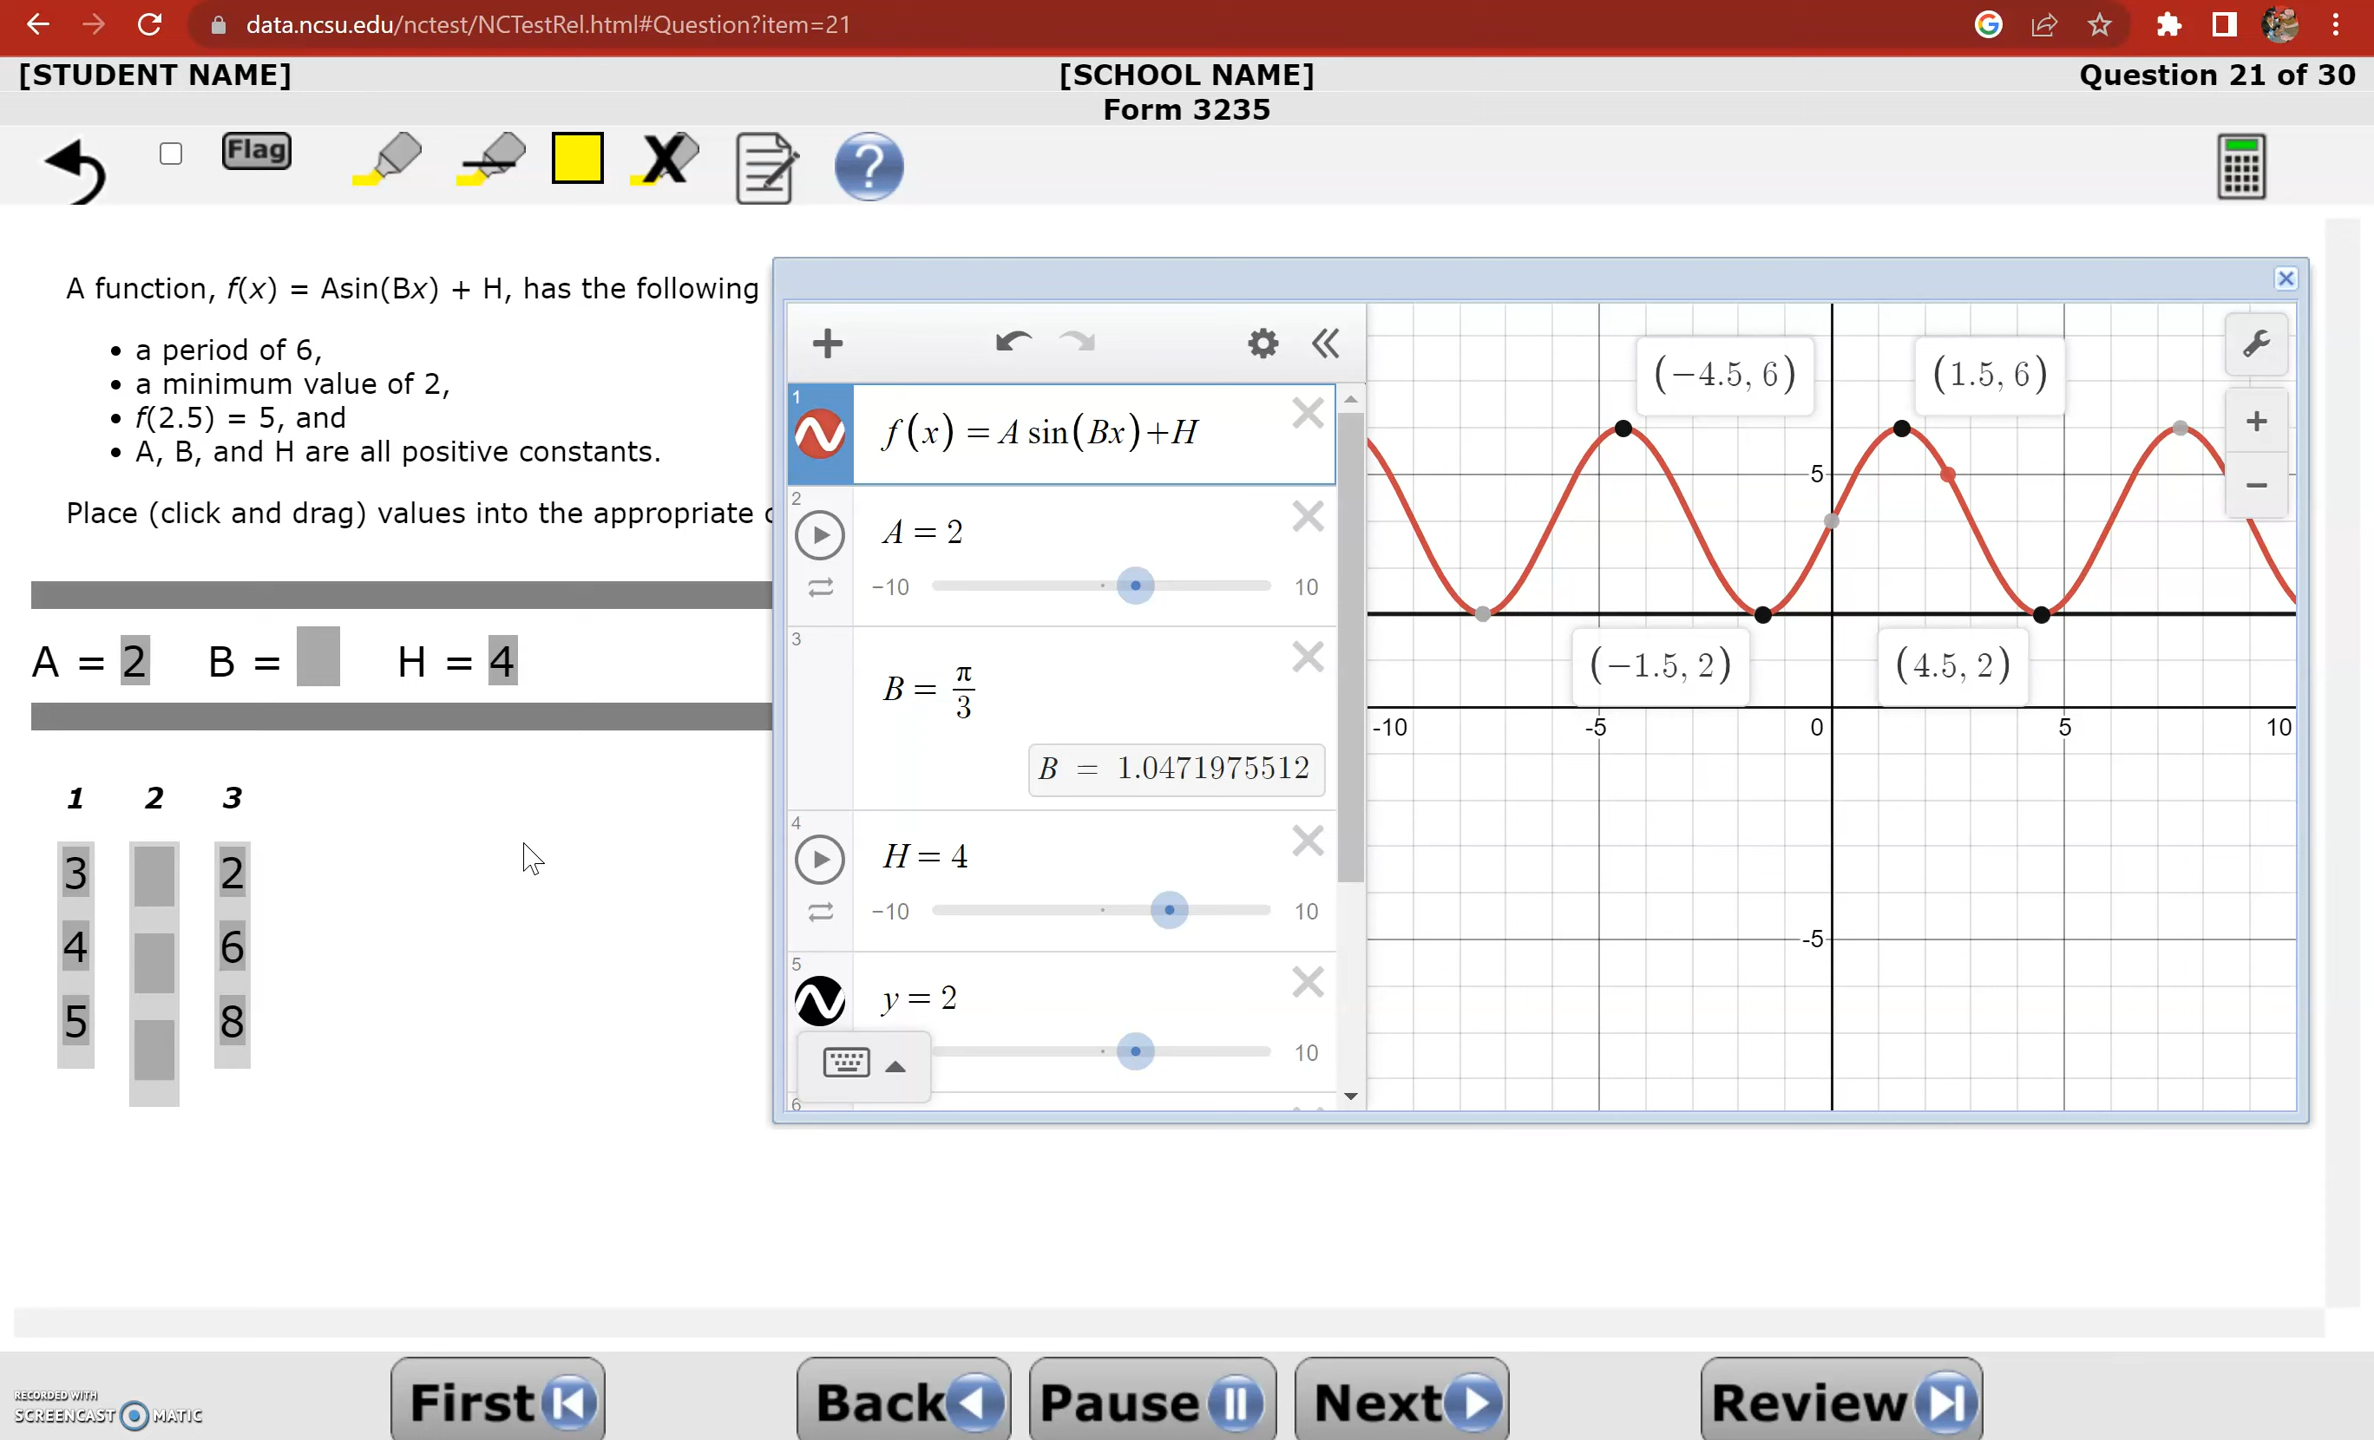 data.ncsu.edu/nctest/NCTestRel.html#Question?item=21
[STUDENT NAME]
[SCHOOL NAME]
Question 21 of 30
Form 3235
Flag
A function, f(x) = Asin(Bx) + H, has the following
• a period of 6,
• a minimum value of 2,
• f(2.5) = 5, and
• A, B, and H are all positive constants.
Place (click and drag) values into the appropriate
A = 2 B = H = 4
1 2 3
3 2
4 6
5 8
1
f(x) = A sin(Bx)+H
2
A = 2
-10 10
3
B = π/3
B = 1.0471975512
4
H = 4
-10 10
5
y = 2
10
6
(−4.5, 6)
(1.5, 6)
5
(−1.5, 2)
(4.5, 2)
-10 -5 0 5 10
-5
First
Back
Pause
Next
Review
RECORDED WITH
SCREENCAST MATIC